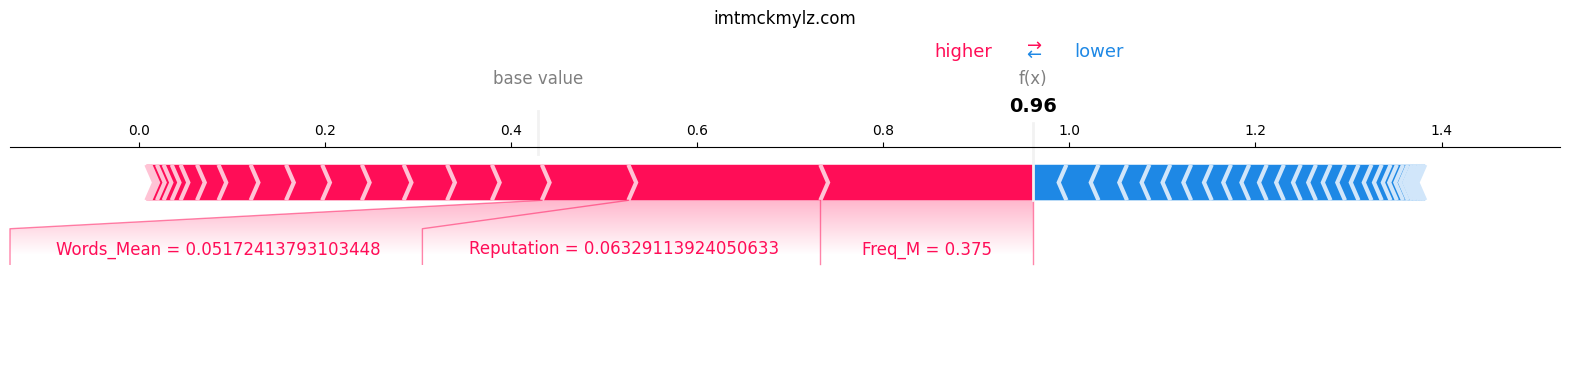 imtmckmylz.com
higher → ← lower
base value f(x)
0.96
0.0 0.2 0.4 0.6 0.8 1.0 1.2 1.4
Words_Mean = 0.05172413793103448 Reputation = 0.06329113924050633 Freq_M = 0.375